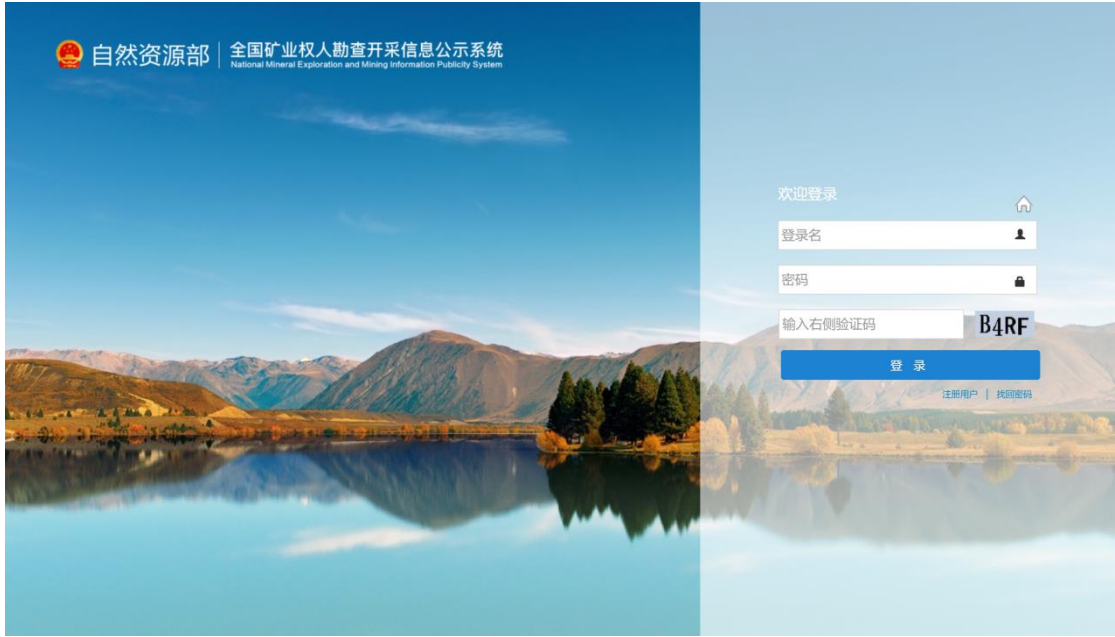 自然资源部
全国矿业权人勘查开采信息公示系统
National Mineral Exploration and Mining Information Publicity System
欢迎登录
登录名
密码
输入右侧验证码
B4RF
登 录
注册用户 | 找回密码